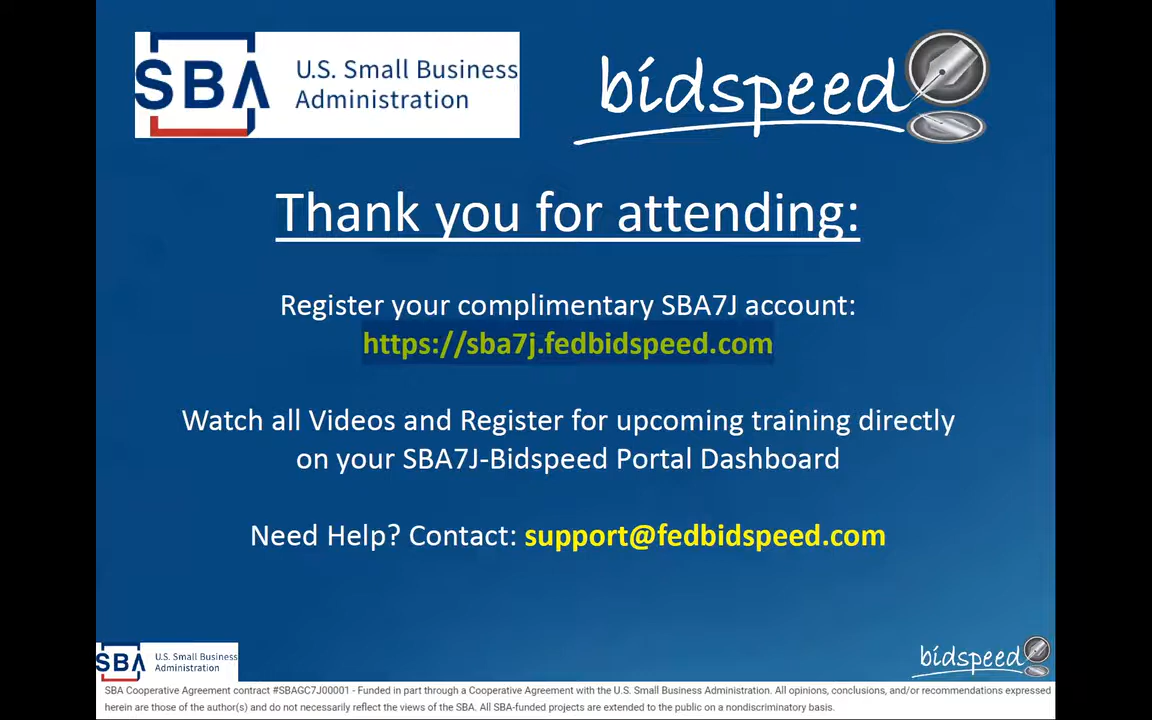 SBA U.S. Small Business
Administration
bidspeed
Thank you for attending:
Register your complimentary SBA7J account:
https://sba7j.fedbidspeed.com
Watch all Videos and Register for upcoming training directly
on your SBA7J-Bidspeed Portal Dashboard
Need Help? Contact: support@fedbidspeed.com
SBA U.S. Small Business
Administration
bidspeed
SBA Cooperative Agreement contract #SBAGC7J00001 - Funded in part through a Cooperative Agreement with the U.S. Small Business Administration. All opinions, conclusions, and/or recommendations expressed
herein are those of the author(s) and do not necessarily reflect the views of the SBA. All SBA-funded projects are extended to the public on a nondiscriminatory basis.